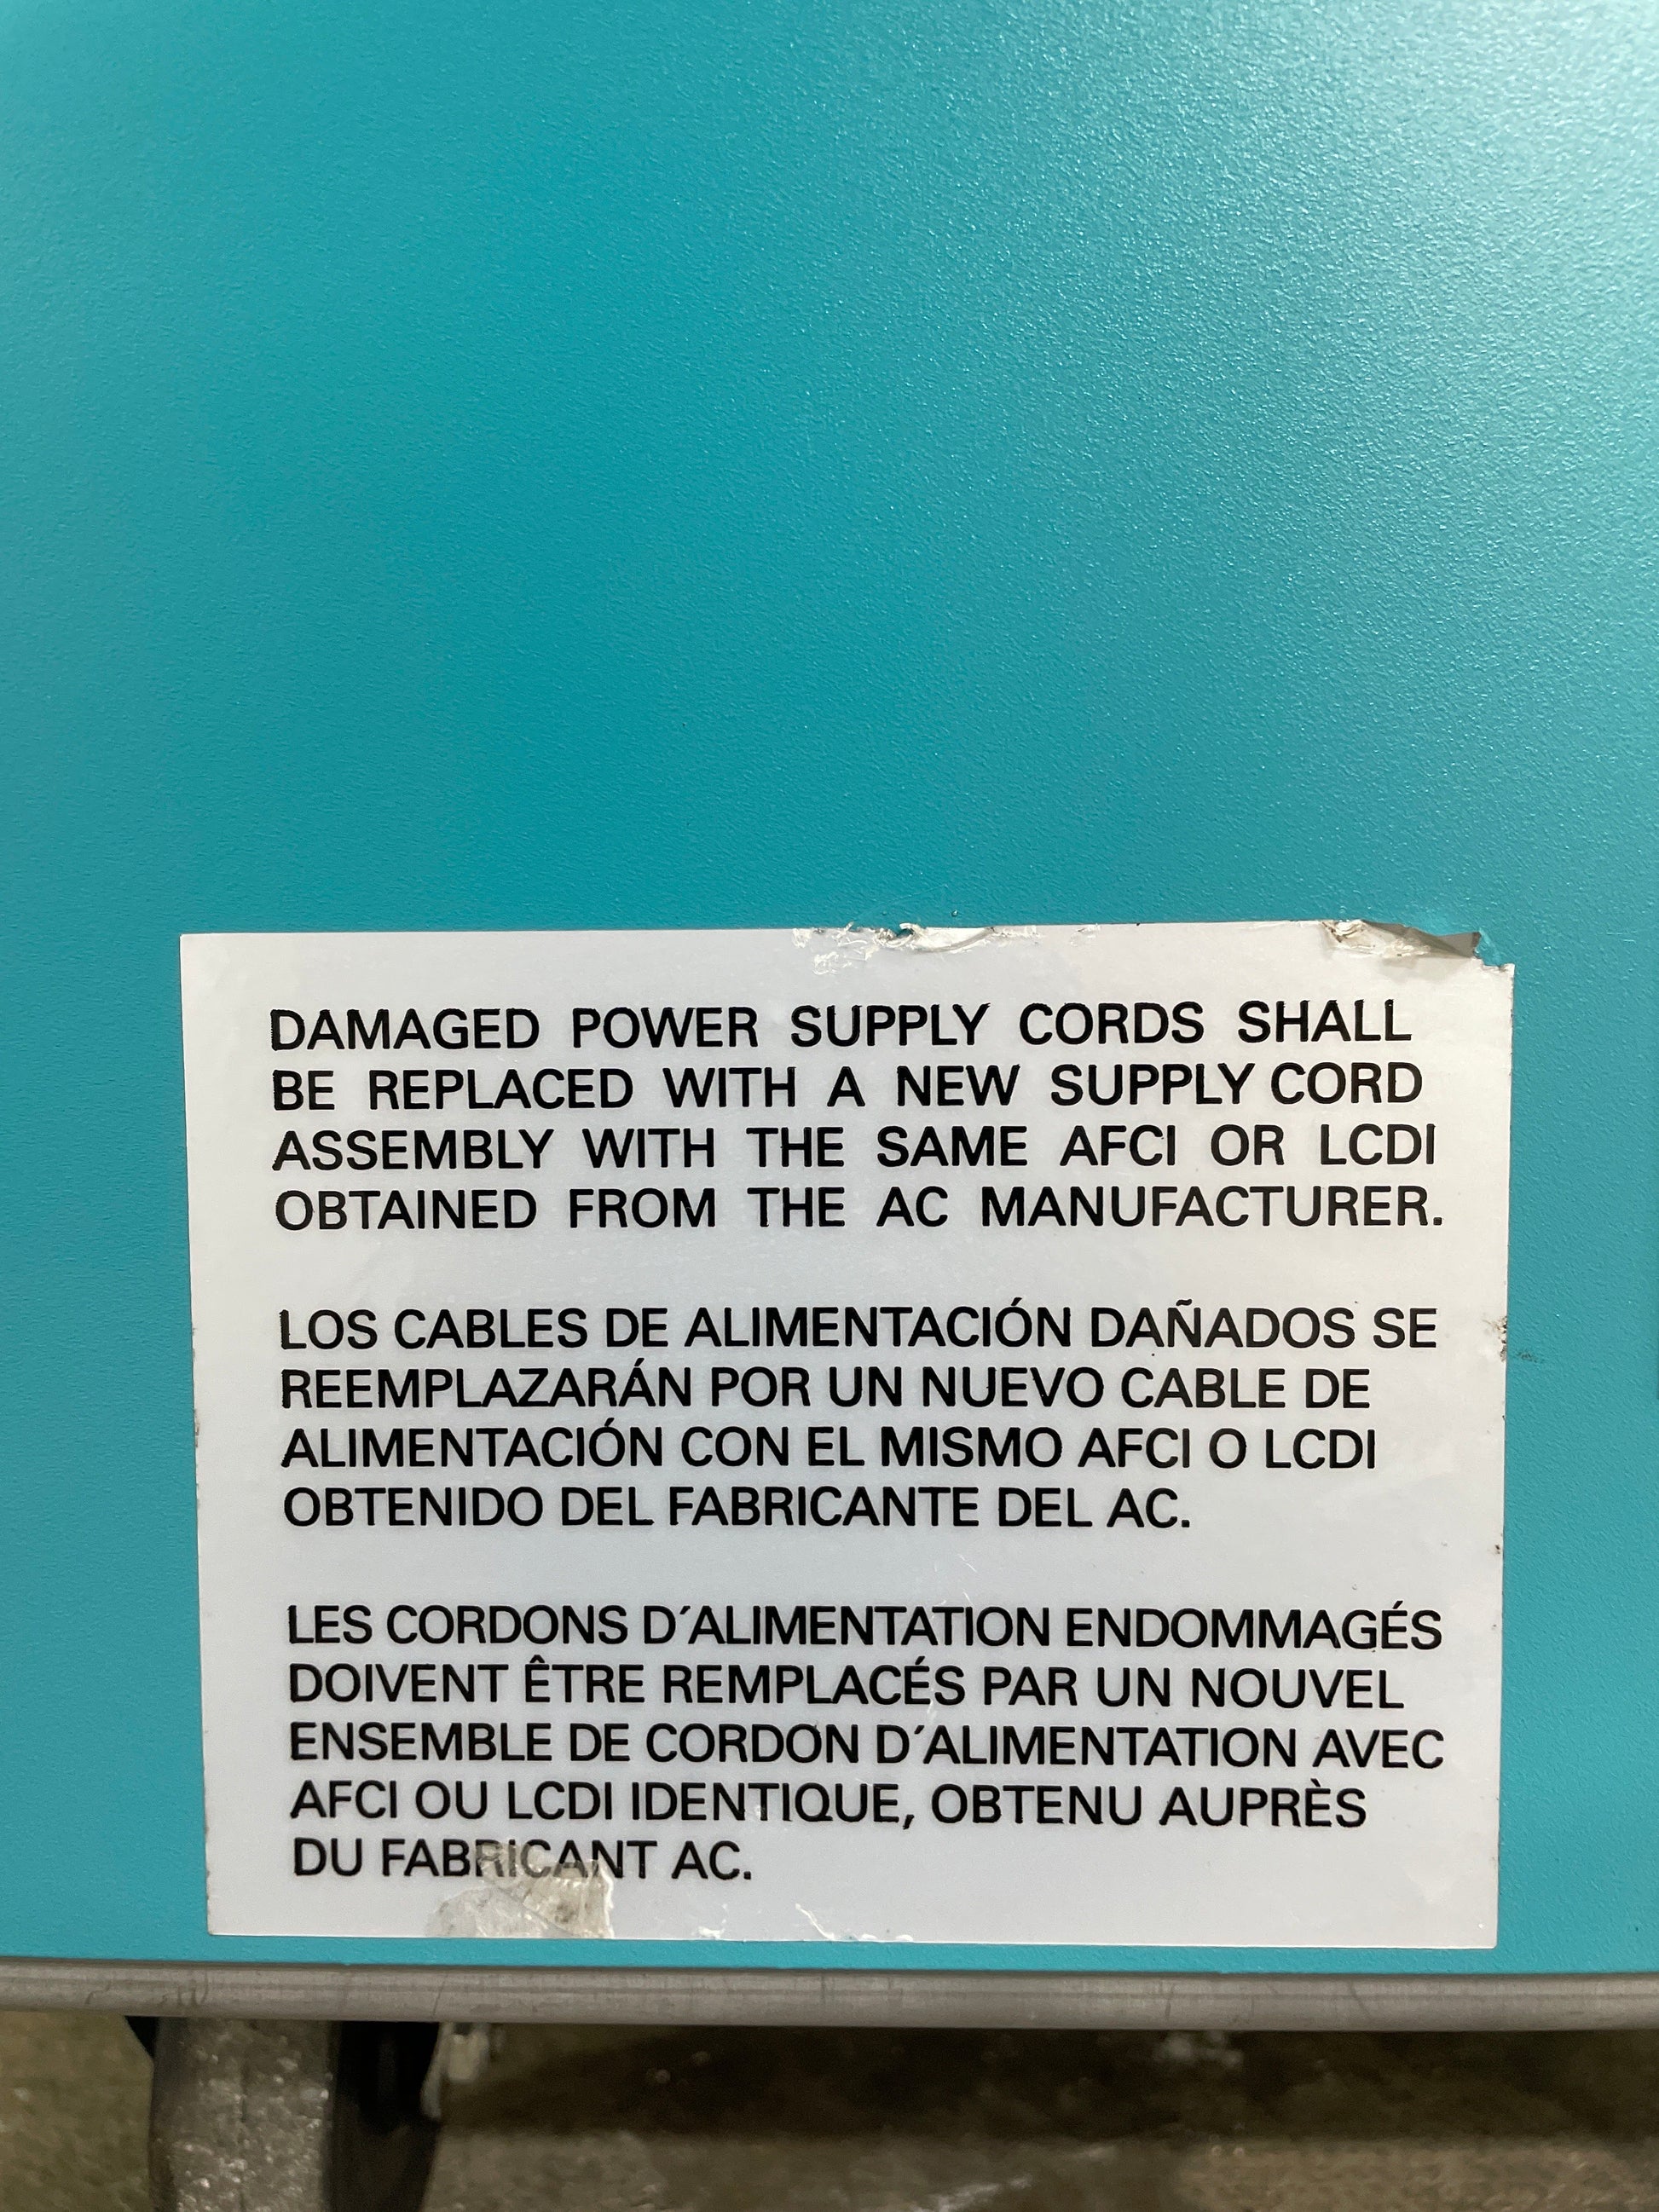 DAMAGED POWER SUPPLY CORDS SHALL
BE REPLACED WITH A NEW SUPPLY CORD
ASSEMBLY WITH THE SAME AFCI OR LCDI
OBTAINED FROM THE AC MANUFACTURER.
LOS CABLES DE ALIMENTACIÓN DAÑADOS SE
REEMPLAZARÁN POR UN NUEVO CABLE DE
ALIMENTACIÓN CON EL MISMO AFCI O LCDI
OBTENIDO DEL FABRICANTE DEL AC.
LES CORDONS D´ALIMENTATION ENDOMMAGÉS
DOIVENT ÊTRE REMPLACÉS PAR UN NOUVEL
ENSEMBLE DE CORDON D´ALIMENTATION AVEC
AFCI OU LCDI IDENTIQUE, OBTENU AUPRÈS
DU FABRICANT AC.